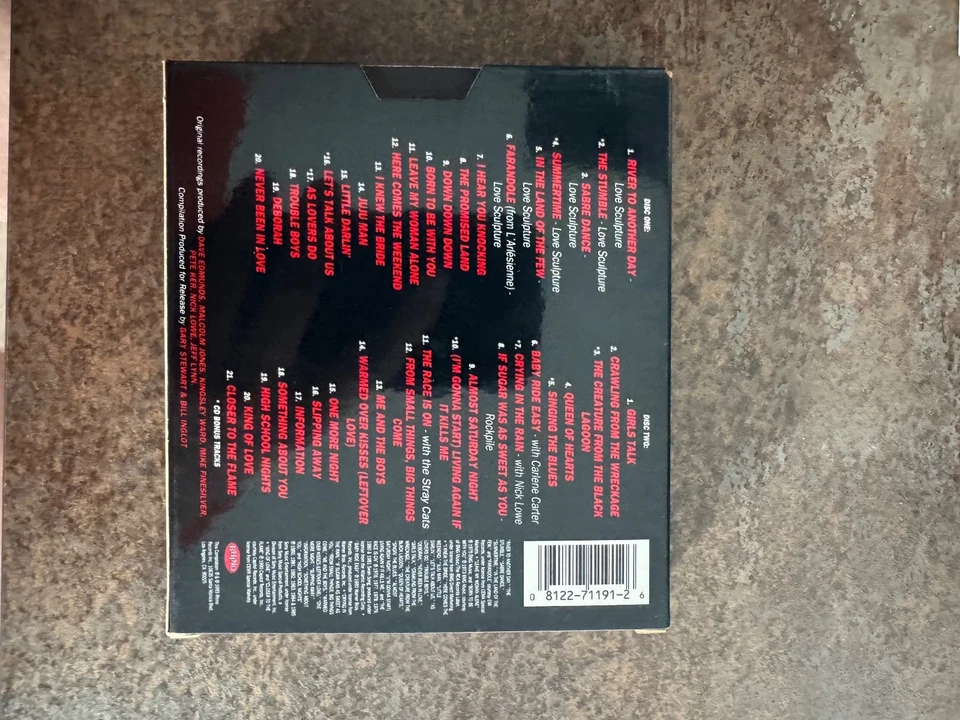 DISC ONE:
1. RIVER TO ANOTHER DAY -
Love Sculpture
*2. THE STUMBLE - Love Sculpture
3. SABRE DANCE -
Love Sculpture
*4. SUMMERTIME - Love Sculpture
5. IN THE LAND OF THE FEW -
Love Sculpture
6. FARANDOLE (from L'Arlésienne) -
Love Sculpture
7. I HEAR YOU KNOCKING
8. THE PROMISED LAND
9. DOWN DOWN DOWN
10. BORN TO BE WITH YOU
11. LEAVE MY WOMAN ALONE
12. HERE COMES THE WEEKEND
13. I KNEW THE BRIDE
14. JUJU MAN
15. LITTLE DARLIN'
*16. LET'S TALK ABOUT US
*17. AS LOVERS DO
18. TROUBLE BOYS
19. DEBORAH
20. NEVER BEEN IN LOVE
DISC TWO:
1. GIRLS TALK
2. CRAWLING FROM THE WRECKAGE
*3. THE CREATURE FROM THE BLACK
LAGOON
4. QUEEN OF HEARTS
*5. SINGING THE BLUES
6. BABY RIDE EASY - with Carlene Carter
*7. CRYING IN THE RAIN - with Nick Lowe
8. IF SUGAR WAS AS SWEET AS YOU -
Rockpile
9. ALMOST SATURDAY NIGHT
*10. (I'M GONNA START) LIVING AGAIN IF
IT KILLS ME
11. THE RACE IS ON - with the Stray Cats
12. FROM SMALL THINGS, BIG THINGS
COME
13. ME AND THE BOYS
14. WARMED OVER KISSES (LEFTOVER
LOVE)
15. ONE MORE NIGHT
16. SLIPPING AWAY
17. INFORMATION
18. SOMETHING ABOUT YOU
19. HIGH SCHOOL NIGHTS
20. KING OF LOVE
21. CLOSER TO THE FLAME
* CD BONUS TRACKS
Original recordings produced by DAVE EDMUNDS, MALCOLM JONES, KINGSLEY WARD, MIKE FINESILVER,
PETE KER, NICK LOWE, JEFF LYNN.
Compilation Produced for Release by GARY STEWART & BILL INGLOT
0 8122-71191-2 6
RHINO